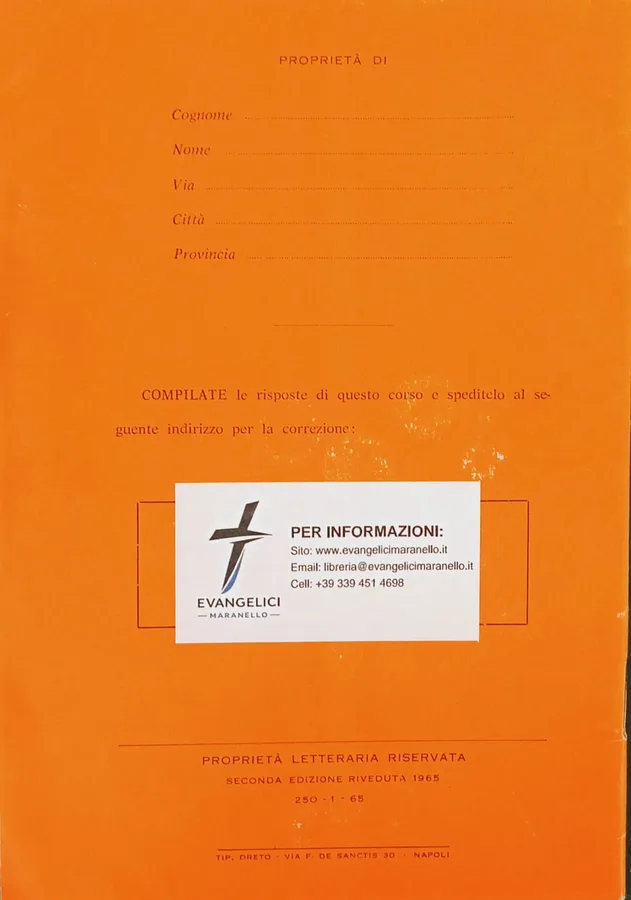 PROPRIETÀ DI
Cognome
Nome
Via
Città
Provincia
COMPILATE le risposte di questo corso e speditelo al se-
guente indirizzo per la correzione:
PER INFORMAZIONI:
Sito: www.evangelicimaranello.it
Email: libreria@evangelicimaranello.it
Cell: +39 339 451 4698
EVANGELICI
— MARANELLO —
PROPRIETÀ LETTERARIA RISERVATA
SECONDA EDIZIONE RIVEDUTA 1965
250 - 1 - 65
TIP. DRETO - VIA F. DE SANCTIS 30 - NAPOLI